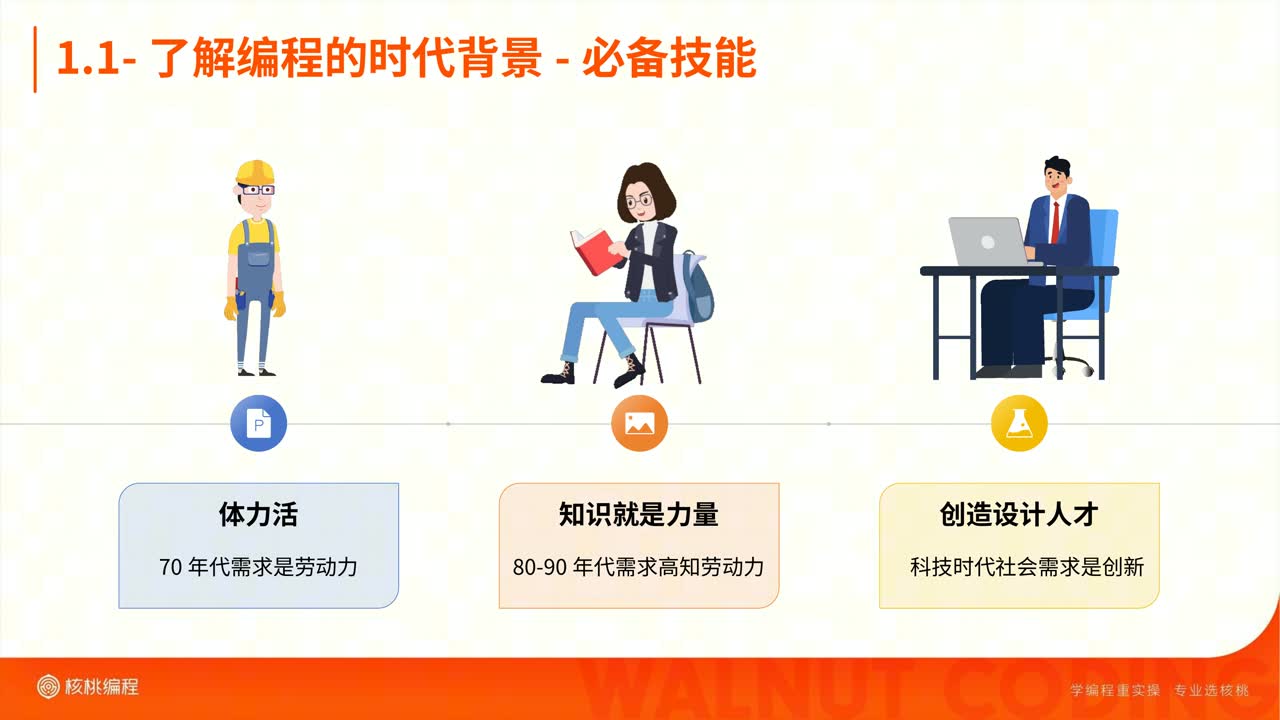 1.1- 了解编程的时代背景 - 必备技能
P
体力活
70 年代需求是劳动力
知识就是力量
80-90 年代需求高知劳动力
创造设计人才
科技时代社会需求是创新
WALNUT CODING
核桃编程
学编程重实操 专业选核桃